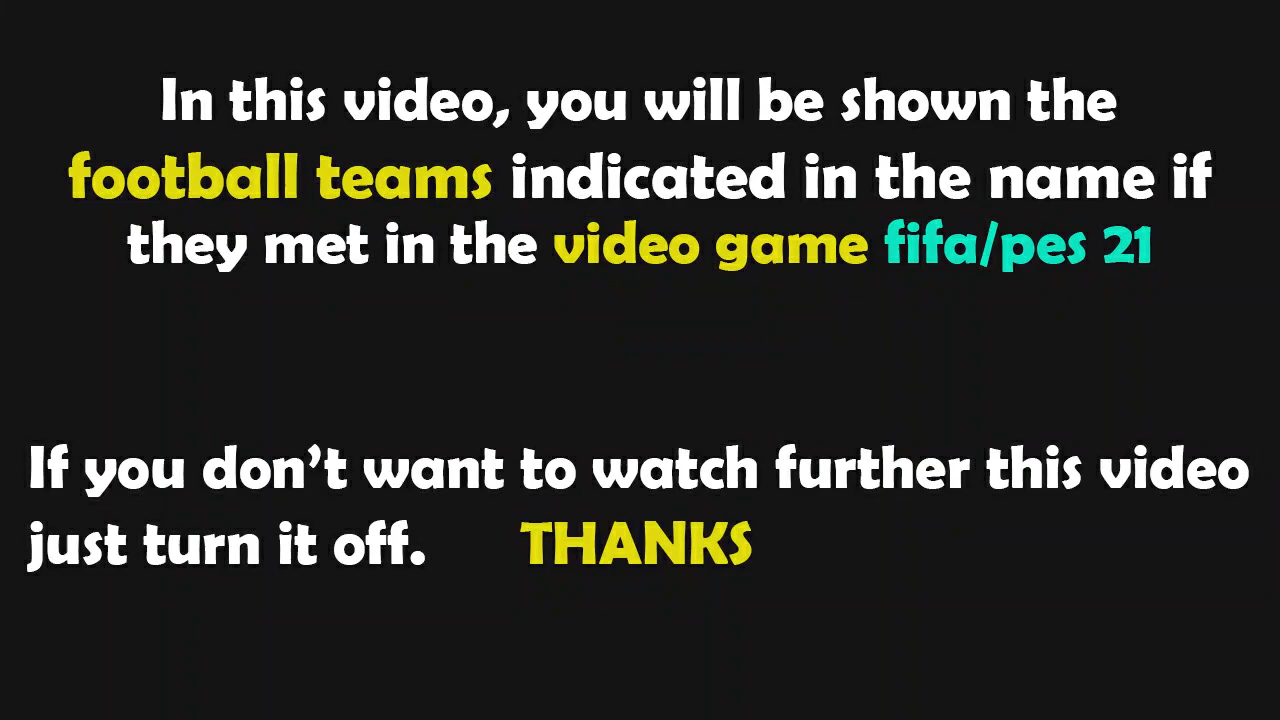 In this video, you will be shown the
football teams indicated in the name if
they met in the video game fifa/pes 21
If you don't want to watch further this video
just turn it off. THANKS